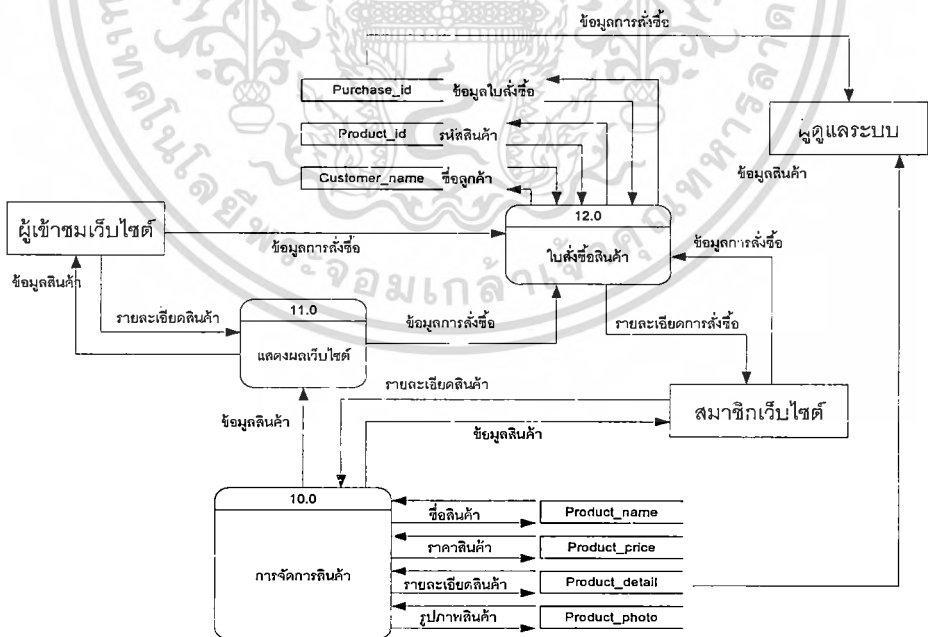 ข้อมูลการสั่งซื้อ
Purchase_id ข้อมูลใบสั่งซื้อ
Product_id รหัสสินค้า
Customer_name ชื่อลูกค้า
ผู้ดูแลระบบ
ข้อมูลสินค้า
12.0
ใบสั่งซื้อสินค้า
ผู้เข้าชมเว็บไซต์
ข้อมูลการสั่งซื้อ
ข้อมูลการสั่งซื้อ
ข้อมูลสินค้า
รายละเอียดสินค้า
11.0
แสดงผลเว็บไซต์
ข้อมูลการสั่งซื้อ
รายละเอียดการสั่งซื้อ
รายละเอียดสินค้า
สมาชิกเว็บไซต์
ข้อมูลสินค้า
ข้อมูลสินค้า
10.0
การจัดการสินค้า
ชื่อสินค้า Product_name
ราคาสินค้า Product_price
รายละเอียดสินค้า Product_detail
รูปภาพสินค้า Product_photo